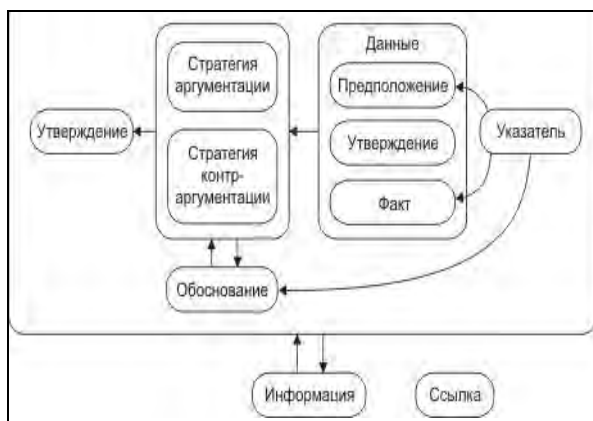 Данные
Стратегия
аргументации
Предположение
Утверждение
Указатель
Утверждение
Стратегия
контр-
аргументации
Факт
Обоснование
Информация
Ссылка